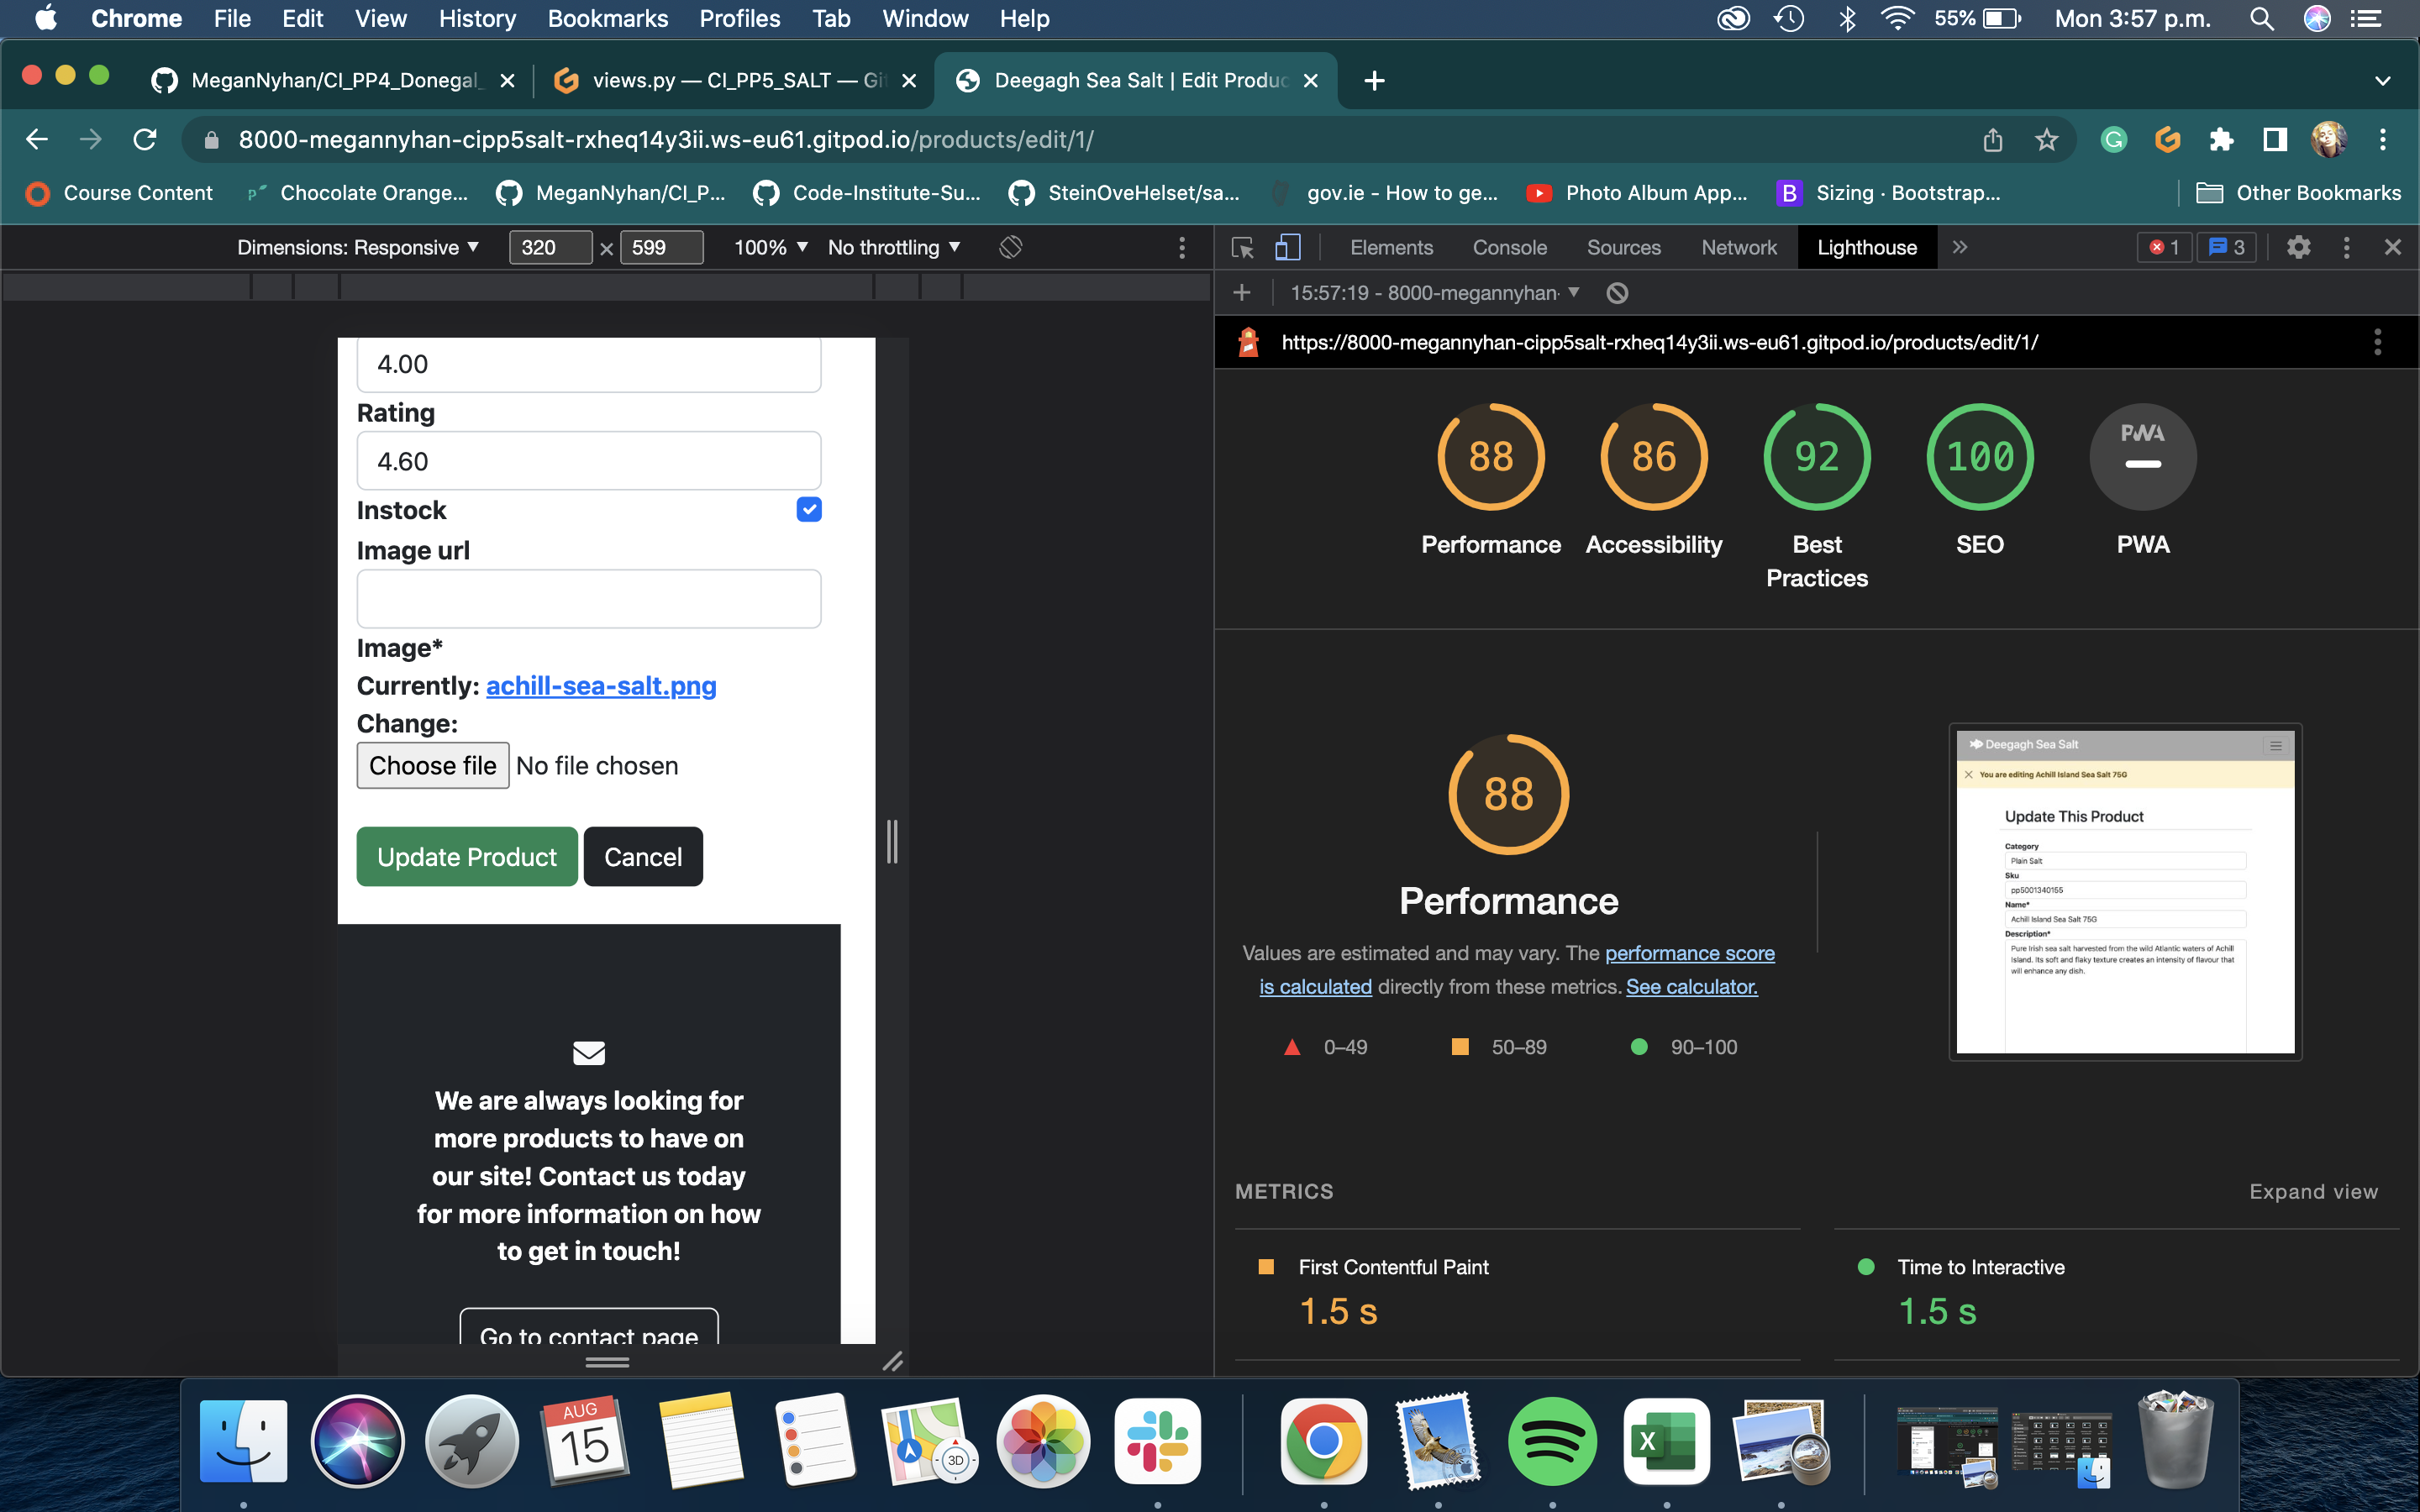 Chrome File Edit View History Bookmarks Profiles Tab Window Help 55% Mon 3:57 p.m.
MeganNyhan/CI_PP4_Donegal_ views.py — CI_PP5_SALT — Git Deegagh Sea Salt | Edit Produc
8000-megannyhan-cipp5salt-rxheq14y3ii.ws-eu61.gitpod.io/products/edit/1/
Course Content Chocolate Orange... MeganNyhan/CI_P... Code-Institute-Su... SteinOveHelset/sa... gov.ie - How to ge... Photo Album App... Sizing · Bootstrap... Other Bookmarks
Dimensions: Responsive 320 × 599 100% No throttling
Elements Console Sources Network Lighthouse 1 3
15:57:19 - 8000-megannyhan-
https://8000-megannyhan-cipp5salt-rxheq14y3ii.ws-eu61.gitpod.io/products/edit/1/
4.00
Rating
4.60
Instock
Image url
Image*
Currently: achill-sea-salt.png
Change:
Choose file No file chosen
Update Product Cancel
We are always looking for
more products to have on
our site! Contact us today
for more information on how
to get in touch!
Go to contact page
88 86 92 100 PWA
Performance Accessibility Best Practices SEO PWA
88
Performance
Values are estimated and may vary. The performance score
is calculated directly from these metrics. See calculator.
0–49 50–89 90–100
Deegagh Sea Salt
You are editing Achill Island Sea Salt 75G
Update This Product
Category
Plain Salt
Sku
pp5001340155
Name*
Achill Island Sea Salt 75G
Description*
Pure Irish sea salt harvested from the wild Atlantic waters of Achill
Island. Its soft and flaky texture creates an intensity of flavour that
will enhance any dish.
METRICS Expand view
First Contentful Paint
1.5 s
Time to Interactive
1.5 s
AUG
15
3D
X